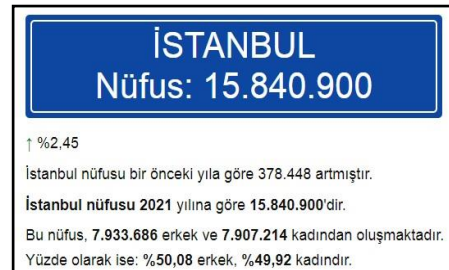 İSTANBUL
Nüfus: 15.840.900
↑ %2,45
İstanbul nüfusu bir önceki yıla göre 378.448 artmıştır.
İstanbul nüfusu 2021 yılına göre 15.840.900'dir.
Bu nüfus, 7.933.686 erkek ve 7.907.214 kadından oluşmaktadır.
Yüzde olarak ise: %50,08 erkek, %49,92 kadındır.